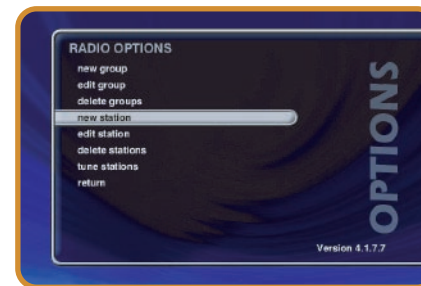 RADIO OPTIONS
new group
edit group
delete groups
new station
edit station
delete stations
tune stations
return
OPTIONS
Version 4.1.7.7